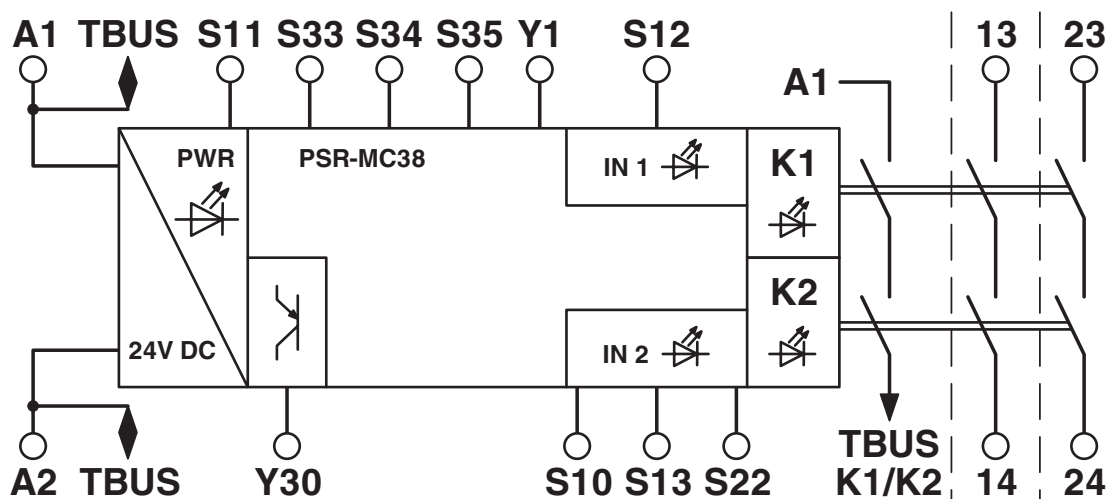 A1 TBUS S11 S33 S34 S35 Y1 S12 13 23
A1
PWR PSR-MC38 IN 1 K1
K2
24V DC IN 2
TBUS
A2 TBUS Y30 S10 S13 S22 K1/K2 14 24